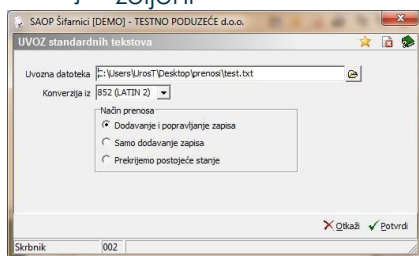 SAOP Šifarnici [DEMO] - TESTNO PODUZEĆE d.o.o.
UVOZ standardnih tekstova
Uvozna datoteka C:\Users\UrosT\Desktop\prenosi\test.txt
Konverzija iz 852 (LATIN 2)
Način prenosa
Dodavanje i popravljanje zapisa
Samo dodavanje zapisa
Prekrijemo postojeće stanje
Otkaži Potvrdi
Skrbnik 002